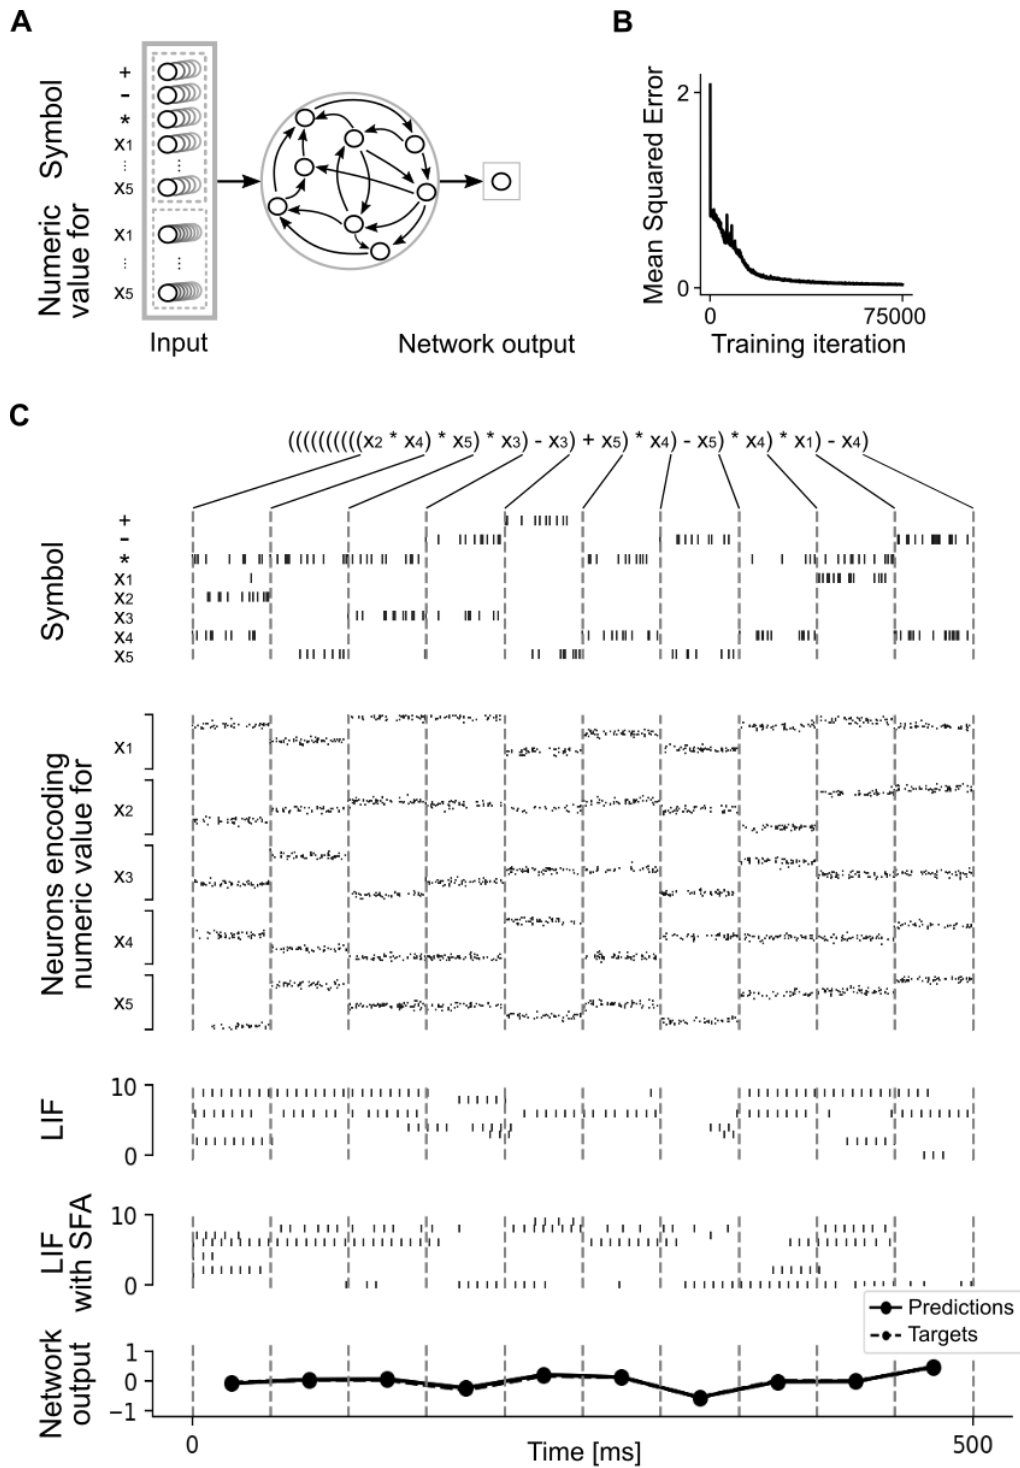 A
Symbol
+
-
*
x1
...
x5
Numeric
value for
x1
...
x5
Input
Network output
B
Mean Squared Error
2
0
0
75000
Training iteration
C
((((((((((x2 * x4) * x5) * x3) - x3) + x5) * x4) - x5) * x4) * x1) - x4)
Symbol
+
-
*
x1
x2
x3
x4
x5
Neurons encoding
numeric value for
x1
x2
x3
x4
x5
LIF
10
0
LIF
with SFA
10
0
Predictions
Targets
Network
output
1
0
−1
0
Time [ms]
500